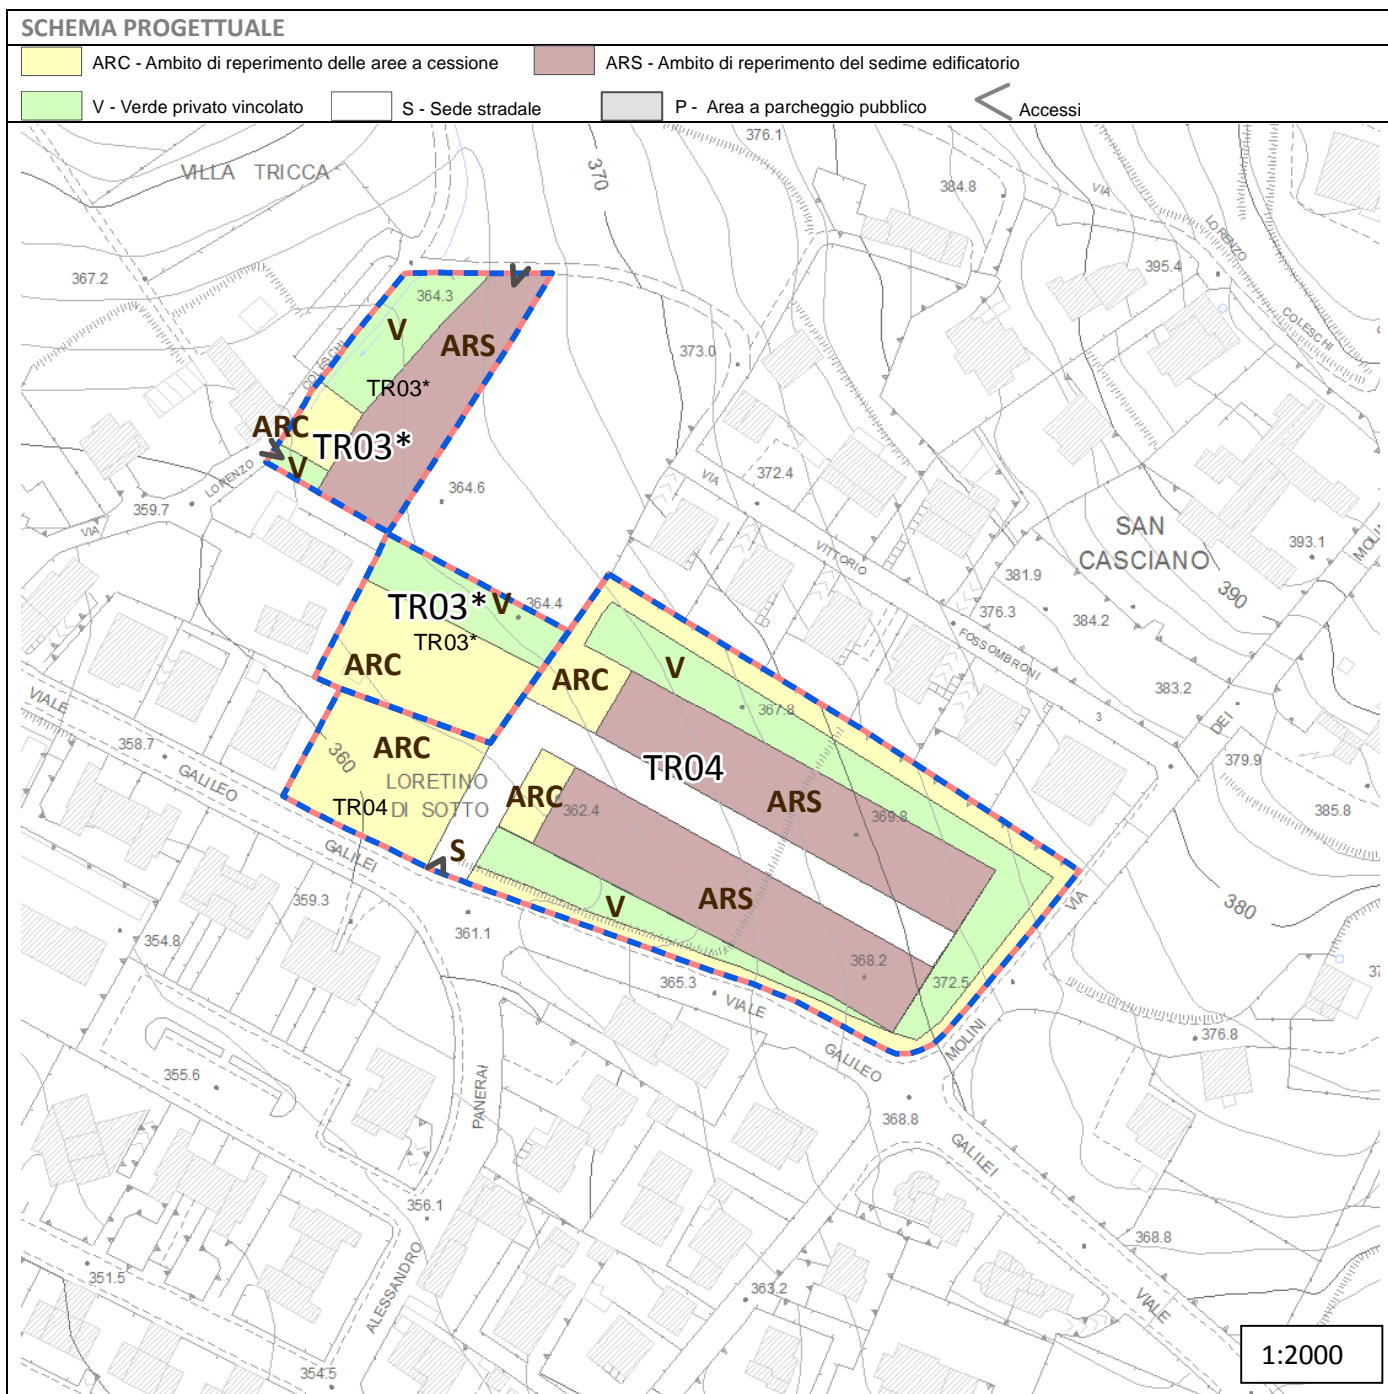 SCHEMA PROGETTUALE
ARC - Ambito di reperimento delle aree a cessione
ARS - Ambito di reperimento del sedime edificatorio
V - Verde privato vincolato
S - Sede stradale
P - Area a parcheggio pubblico
Accessi
376.1
VILLA TRICCA
370
384.8
VIA
LORENZO
395.4
COLESCHI
367.2
364.3
V
ARS
373.0
COLESCHI
TR03*
ARC
TR03*
V
LORENZO
364.6
VIA
372.4
359.7
VIA
SAN
CASCIANO
393.1
MOLINI
VITTORIO
381.9
390
376.3
384.2
TR03*
V
364.4
TR03*
FOSSOMBRONI
ARC
ARC
V
383.2
VIALE
367.8
3
DEI
358.7
360
ARC
379.9
GALILEO
LORETINO
TR04
ARC
ARS
385.8
TR04
DI SOTTO
362.4
369.8
S
GALILEI
359.3
ARS
V
VIA
380
354.8
361.1
368.2
372.5
365.3
VIALE
37
MOLINI
376.8
GALILEO
355.6
PANERAI
368.8
GALILEI
356.1
368.8
ALESSANDRO
351.5
363.2
VIALE
354.5
1:2000